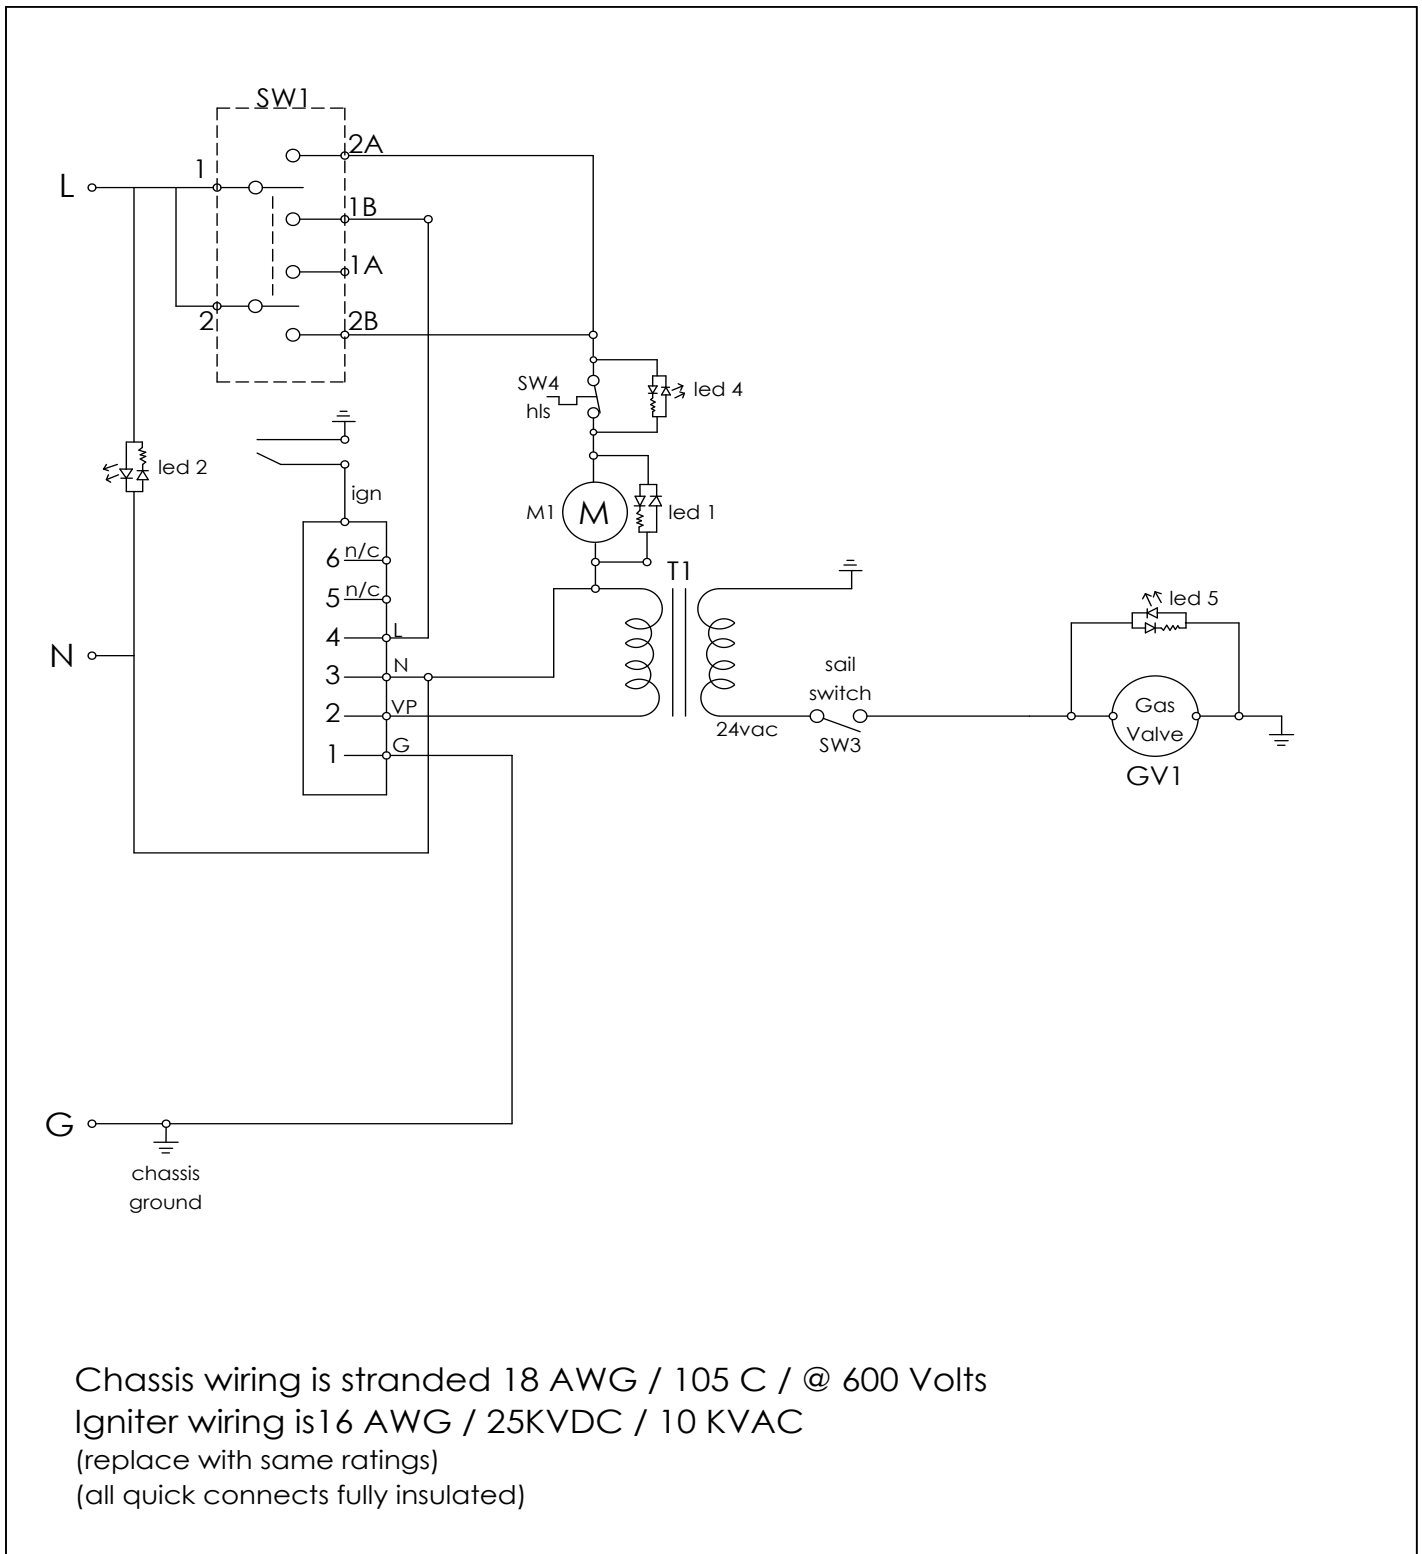 SW1
2A
1
L
1B
1A
2
2B
SW4
hls
led 4
led 2
ign
M1
M
led 1
6 n/c
5 n/c
T1
led 5
4 L
N
3 N
sail
switch
2 VP
24vac
SW3
Gas
Valve
GV1
1 G
G
chassis
ground
Chassis wiring is stranded 18 AWG / 105 C / @ 600 Volts
Igniter wiring is16 AWG / 25KVDC / 10 KVAC
(replace with same ratings)
(all quick connects fully insulated)